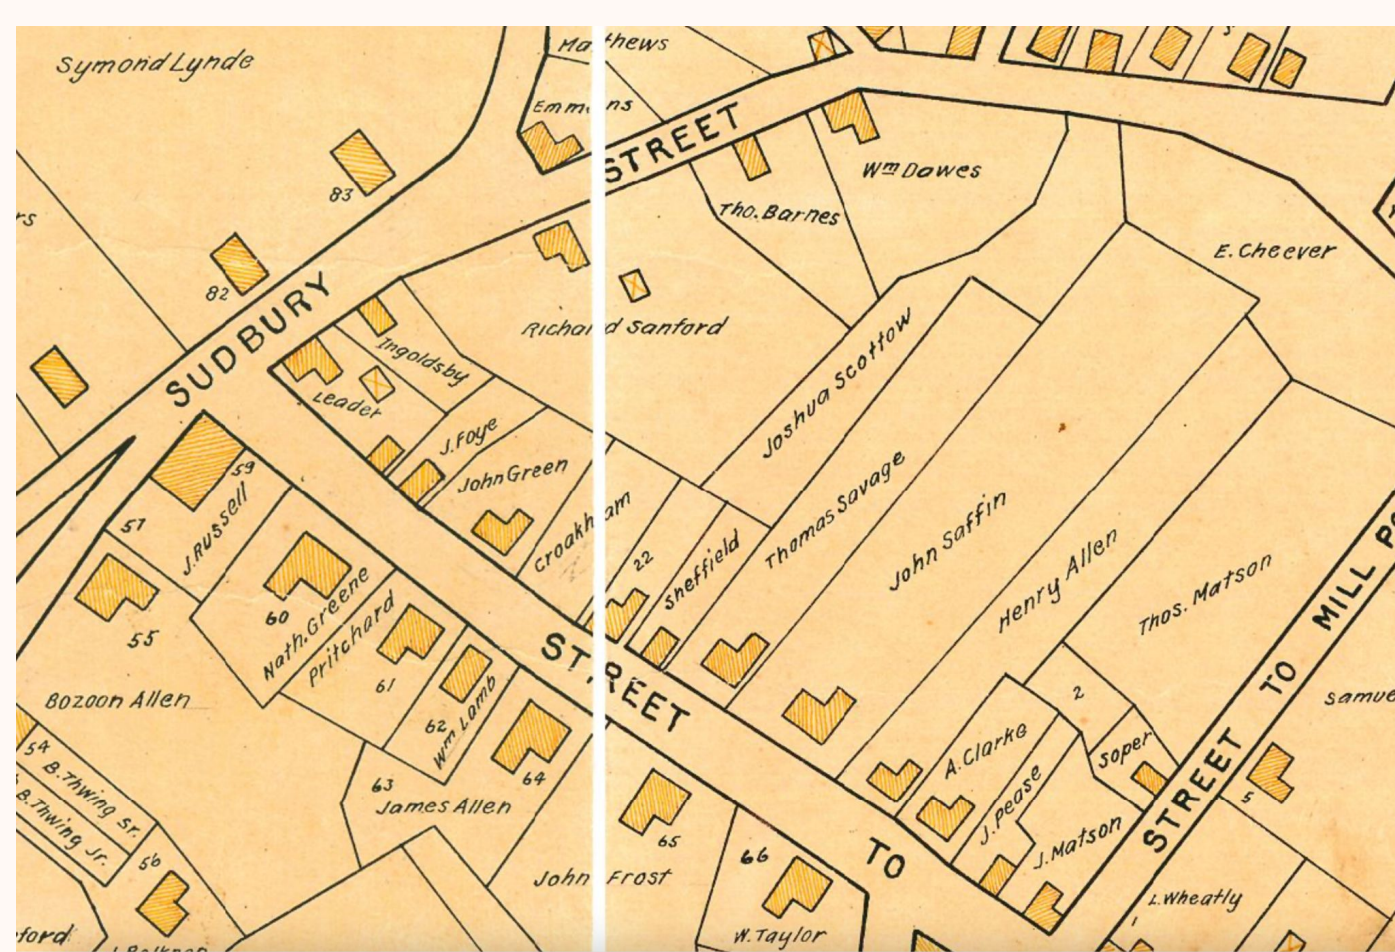 Symond Lynde
Matthews
Emmons
STREET
83
82
Wm Dawes
Tho. Barnes
E. Cheever
SUDBURY
Richard Sanford
Ingoldsby
Leader
J. Foye
John Green
Croakham
22
Sheffield
Joshua Scottow
Thomas Savage
John Saffin
Henry Allen
Thos. Matson
STREET TO MILL
59
57
J. Russell
55
60
Nath. Greene
Pritchard
61
62
Wm Lamb
STREET
TO
Bozoon Allen
54
B. Thwing Sr.
B. Thwing Jr.
56
63
James Allen
64
John Frost
65
66
W. Taylor
A. Clarke
J. Pease
J. Matson
2
Soper
5
L. Wheatly